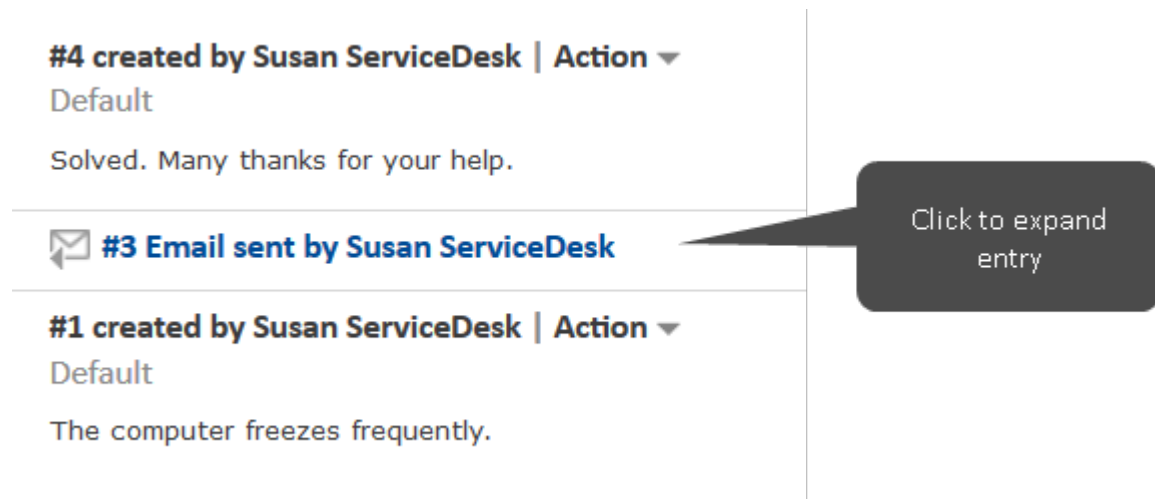 #4 created by Susan ServiceDesk | Action
Default
Solved. Many thanks for your help.
#3 Email sent by Susan ServiceDesk
Click to expand
entry
#1 created by Susan ServiceDesk | Action
Default
The computer freezes frequently.